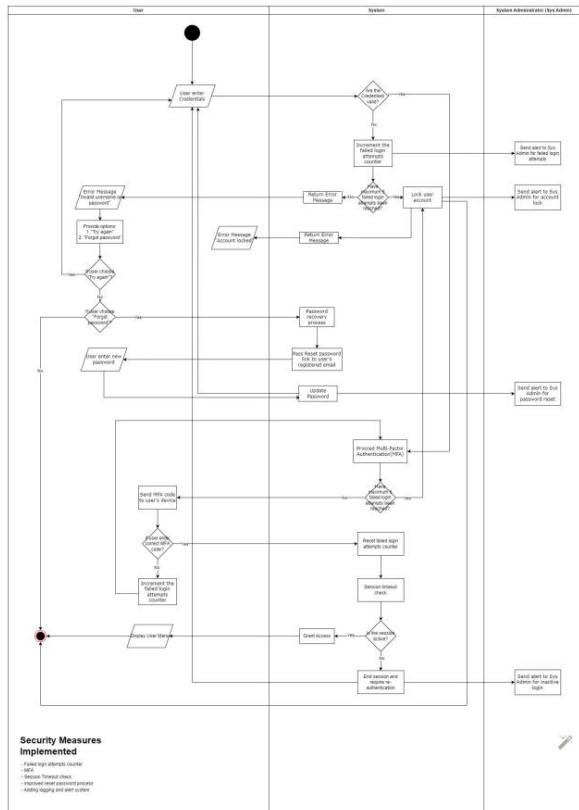 User
System
System Administrator (Sys Admin)
User enter
Credentials
Are the
Credentials
valid?
Yes
No
Increment the
failed login
attempts
counter
Send alert to Sys
Admin for failed login
attempts
Error Message
'Invalid username or
password'
Return Error
Message
No
Have
maximum 5
failed login
attempts been
reached?
Yes
Lock user
account
Send alert to Sys
Admin for account
lock
Provide options
1. "Try again"
2. "Forgot password"
Error Message
'Account locked'
Return Error
Message
If user choose
"Try again"?
Yes
No
If user choose
"Forgot
password"?
Yes
No
Password
recovery
process
User enter new
password
Pass Reset password
link to user's
registered email
Update
Password
Send alert to Sys
Admin for
password reset
Proceed Multi-Factor
Authentication(MFA)
Send MFA code
to user's device
No
Have
maximum 5
failed login
attempts been
reached?
Yes
If user enter
correct MFA
code?
Yes
No
Reset failed login
attempts counter
Increment the
failed login
attempts
counter
Session timeout
check
Display User Menu
Grant Access
Yes
Is the session
active?
No
End session and
require re-
authentication
Send alert to Sys
Admin for inactive
login
Security Measures
Implemented
- Failed login attempts counter
- MFA
- Session Timeout check
- Improved reset password process
- Adding logging and alert system